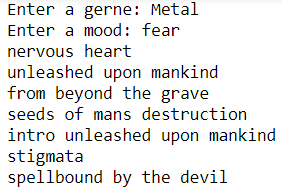 Enter a gerne: Metal
Enter a mood: fear
nervous heart
unleashed upon mankind
from beyond the grave
seeds of mans destruction
intro unleashed upon mankind
stigmata
spellbound by the devil